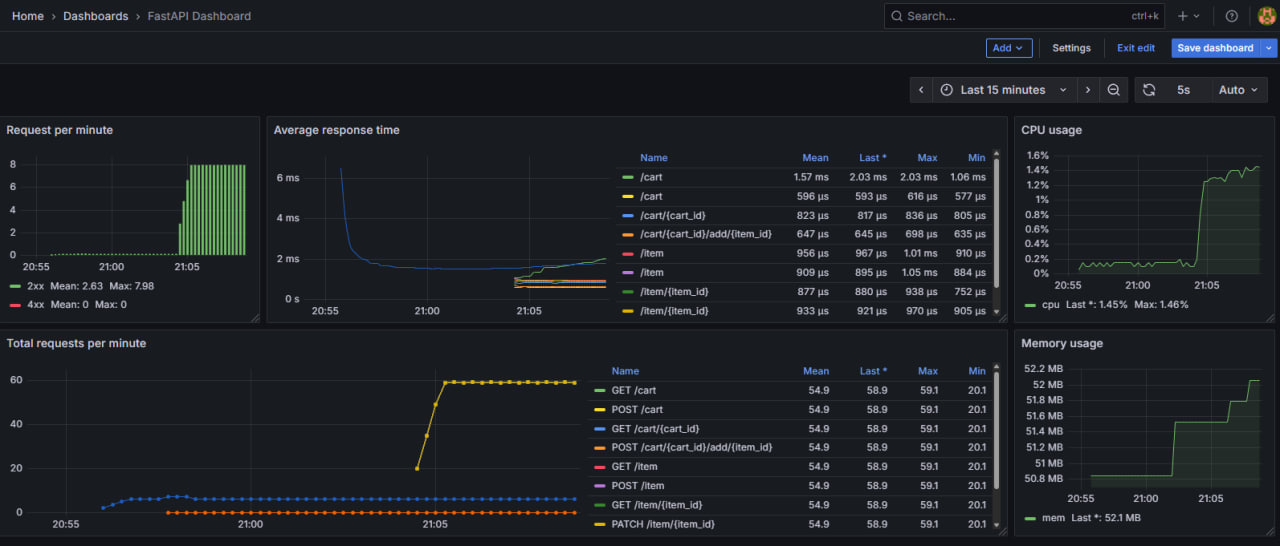 Home › Dashboards › FastAPI Dashboard
Search... ctrl+k
Add Settings Exit edit Save dashboard
Last 15 minutes 5s Auto
Request per minute
8
6
4
2
0
20:55 21:00 21:05
2xx Mean: 2.63 Max: 7.98
4xx Mean: 0 Max: 0
Average response time
6 ms
4 ms
2 ms
0 s
20:55 21:00 21:05
Name Mean Last * Max Min
/cart 1.57 ms 2.03 ms 2.03 ms 1.06 ms
/cart 596 µs 593 µs 616 µs 577 µs
/cart/{cart_id} 823 µs 817 µs 836 µs 805 µs
/cart/{cart_id}/add/{item_id} 647 µs 645 µs 698 µs 635 µs
/item 956 µs 967 µs 1.01 ms 910 µs
/item 909 µs 895 µs 1.05 ms 884 µs
/item/{item_id} 877 µs 880 µs 938 µs 752 µs
/item/{item_id} 933 µs 921 µs 970 µs 905 µs
CPU usage
1.6%
1.4%
1.2%
1%
0.8%
0.6%
0.4%
0.2%
0%
20:55 21:00 21:05
cpu Last *: 1.45% Max: 1.46%
Total requests per minute
60
40
20
0
20:55 21:00 21:05
Name Mean Last * Max Min
GET /cart 54.9 58.9 59.1 20.1
POST /cart 54.9 58.9 59.1 20.1
GET /cart/{cart_id} 54.9 58.9 59.1 20.1
POST /cart/{cart_id}/add/{item_id} 54.9 58.9 59.1 20.1
GET /item 54.9 58.9 59.1 20.1
POST /item 54.9 58.9 59.1 20.1
GET /item/{item_id} 54.9 58.9 59.1 20.1
PATCH /item/{item_id} 54.9 58.9 59.1 20.1
Memory usage
52.2 MB
52 MB
51.8 MB
51.6 MB
51.4 MB
51.2 MB
51 MB
50.8 MB
20:55 21:00 21:05
mem Last *: 52.1 MB